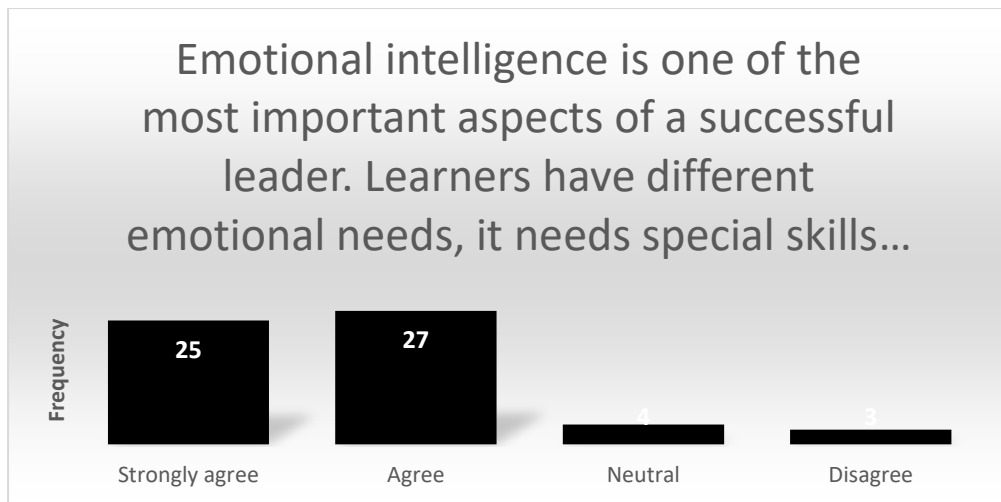 Emotional intelligence is one of the
most important aspects of a successful
leader. Learners have different
emotional needs, it needs special skills…
Frequency
25
27
4
3
Strongly agree
Agree
Neutral
Disagree